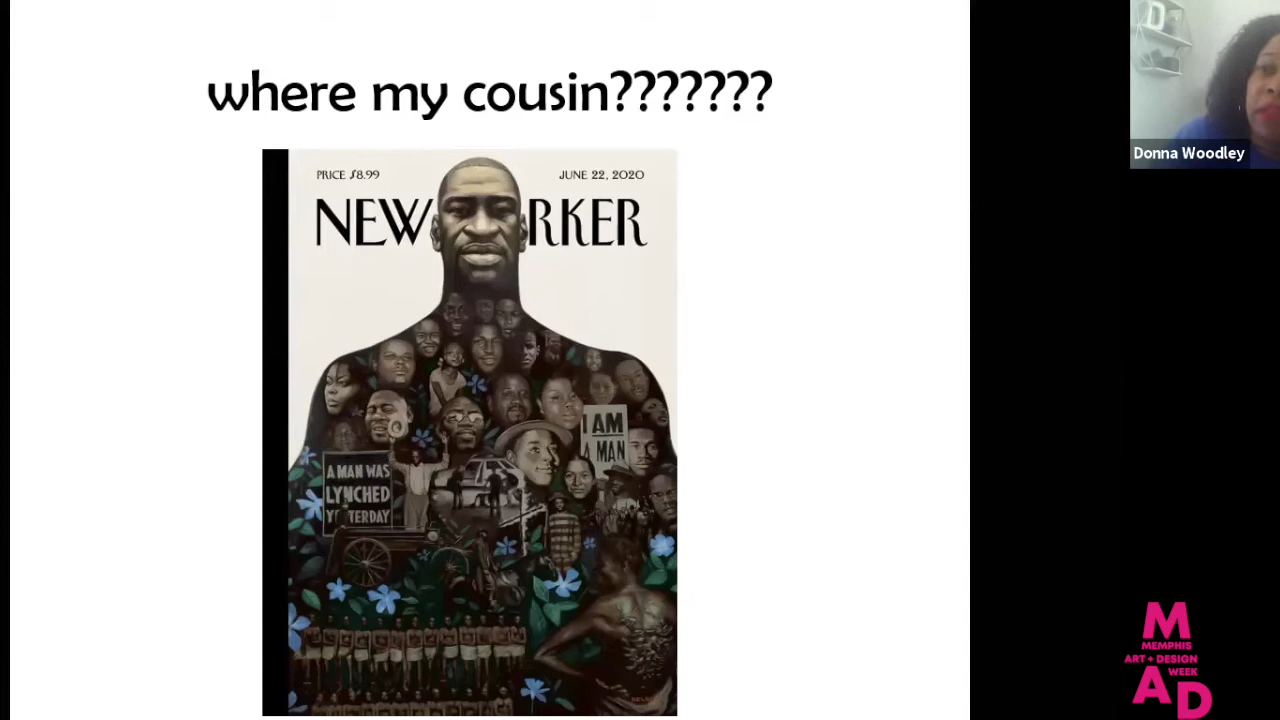 where my cousin???????
PRICE $8.99
JUNE 22, 2020
NEW RKER
I AM
A MAN
A MAN WAS
LYNCHED
YESTERDAY
Donna Woodley
M
MEMPHIS
ART + DESIGN
WEEK
AD